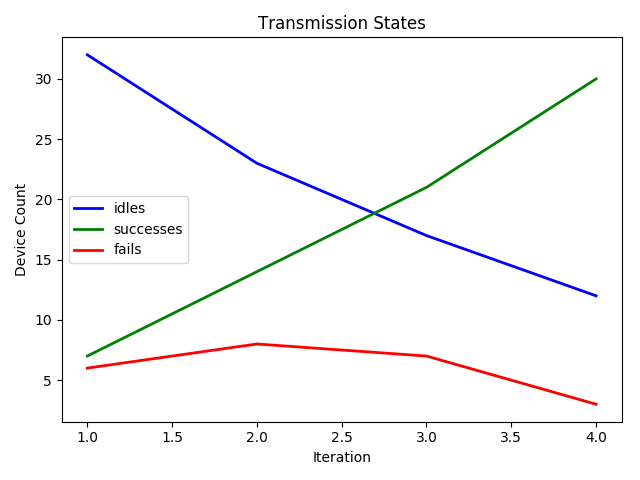 Transmission States
30
25
20
15
10
5
Device Count
idles
successes
fails
1.0 1.5 2.0 2.5 3.0 3.5 4.0
Iteration